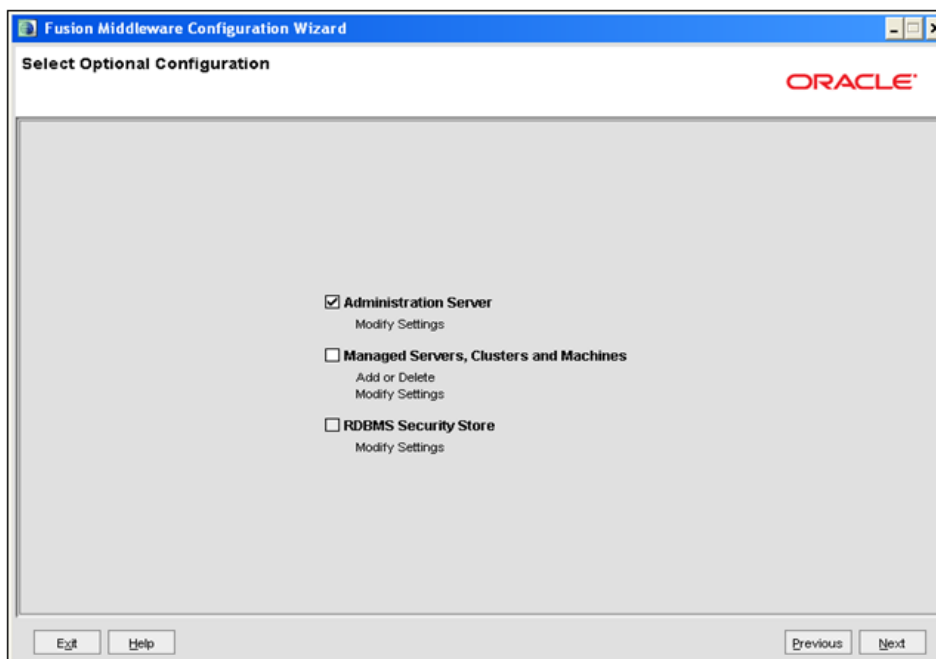 Fusion Middleware Configuration Wizard
Select Optional Configuration
ORACLE
Administration Server
Modify Settings
Managed Servers, Clusters and Machines
Add or Delete
Modify Settings
RDBMS Security Store
Modify Settings
Exit Help Previous Next